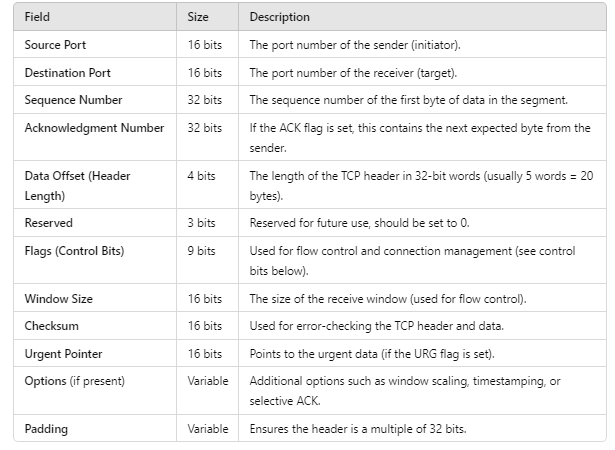 Field Size Description
Source Port 16 bits The port number of the sender (initiator).
Destination Port 16 bits The port number of the receiver (target).
Sequence Number 32 bits The sequence number of the first byte of data in the segment.
Acknowledgment Number 32 bits If the ACK flag is set, this contains the next expected byte from the
sender.
Data Offset (Header 4 bits The length of the TCP header in 32-bit words (usually 5 words = 20
Length) bytes).
Reserved 3 bits Reserved for future use, should be set to 0.
Flags (Control Bits) 9 bits Used for flow control and connection management (see control
bits below).
Window Size 16 bits The size of the receive window (used for flow control).
Checksum 16 bits Used for error-checking the TCP header and data.
Urgent Pointer 16 bits Points to the urgent data (if the URG flag is set).
Options (if present) Variable Additional options such as window scaling, timestamping, or
selective ACK.
Padding Variable Ensures the header is a multiple of 32 bits.